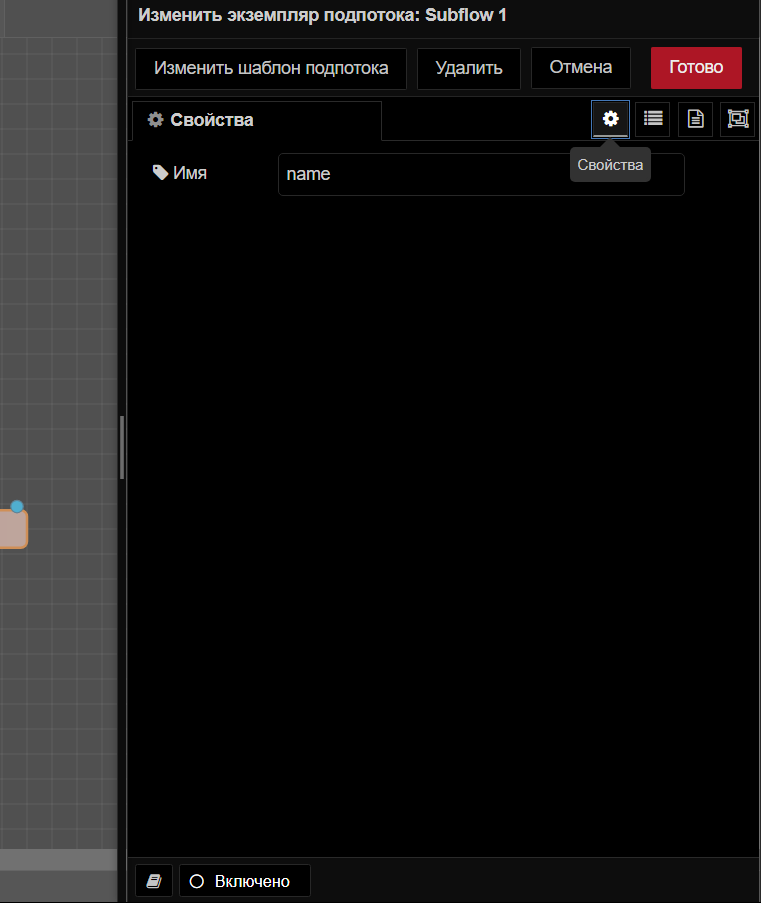 Изменить экземпляр подпотока: Subflow 1
Изменить шаблон подпотока Удалить Отмена Готово
Свойства
Свойства
Имя name
Включено